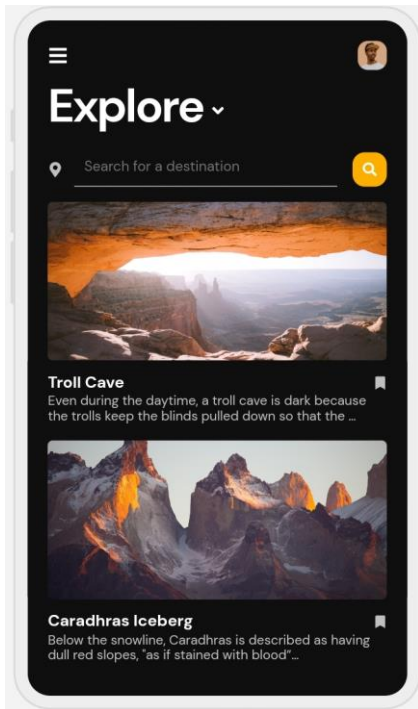 Explore
Search for a destination
Troll Cave
Even during the daytime, a troll cave is dark because
the trolls keep the blinds pulled down so that the ...
Caradhras Iceberg
Below the snowline, Caradhras is described as having
dull red slopes, "as if stained with blood"...